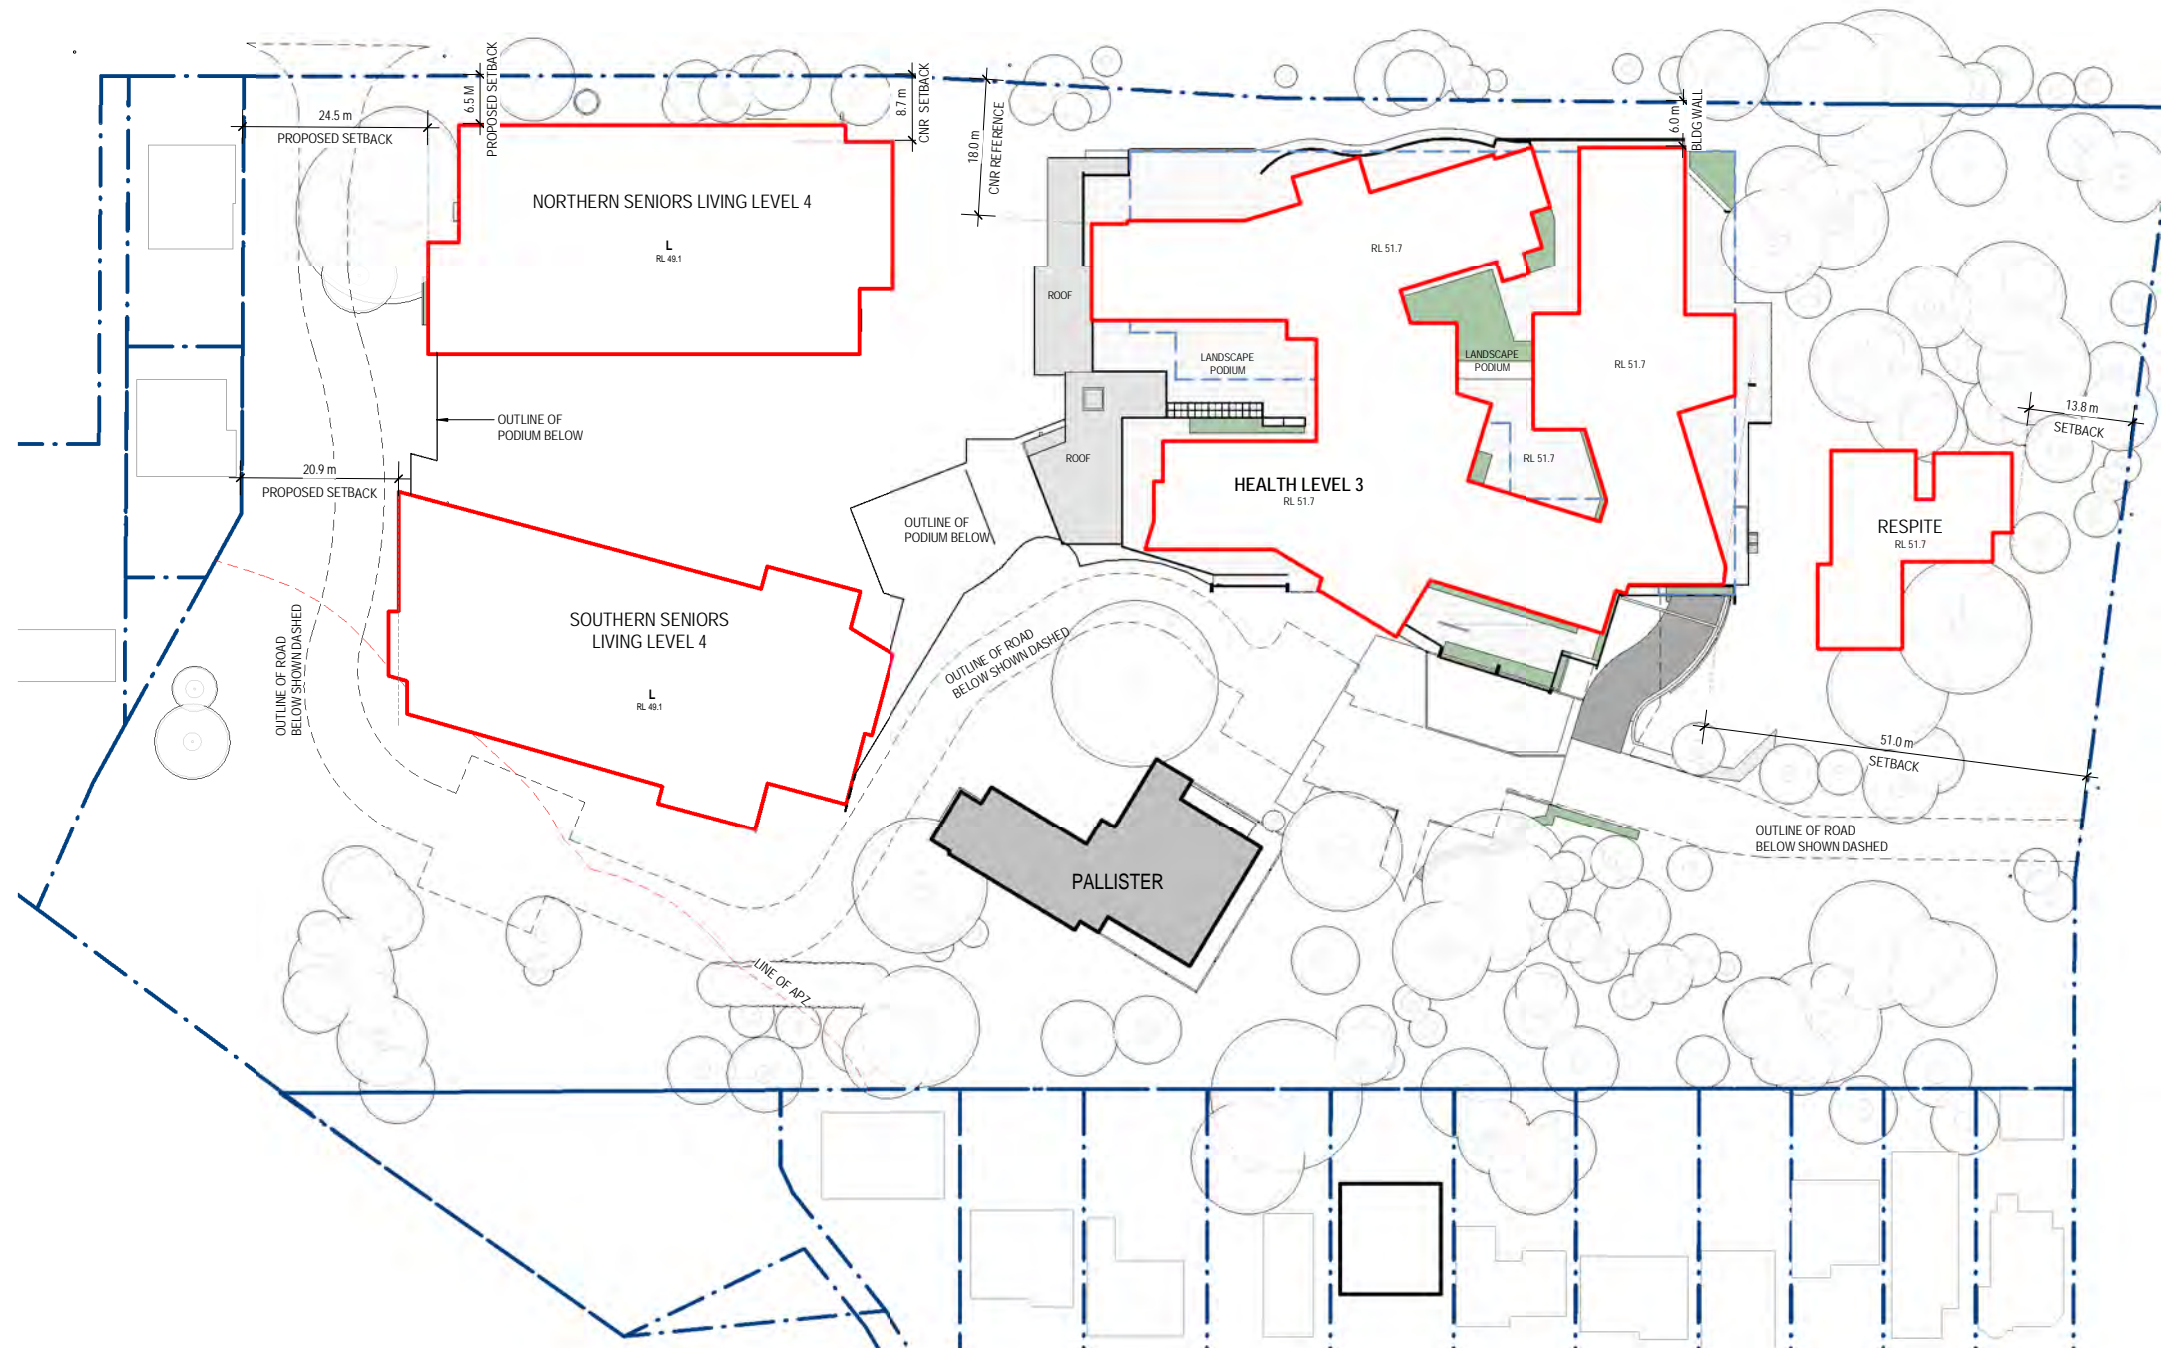 24.5 m
PROPOSED SETBACK
6.5 M
PROPOSED SETBACK
8.7 m
CNR SETBACK
18.0 m
CNR REFERENCE
6.0 m
BLDG WALL
NORTHERN SENIORS LIVING LEVEL 4
L
RL 49.1
RL 51.7
ROOF
LANDSCAPE
PODIUM
LANDSCAPE
PODIUM
RL 51.7
13.8 m
SETBACK
OUTLINE OF
PODIUM BELOW
20.9 m
PROPOSED SETBACK
ROOF
RL 51.7
HEALTH LEVEL 3
RL 51.7
OUTLINE OF
PODIUM BELOW
RESPITE
RL 51.7
SOUTHERN SENIORS
LIVING LEVEL 4
L
RL 49.1
OUTLINE OF ROAD
BELOW SHOWN DASHED
OUTLINE OF ROAD
BELOW SHOWN DASHED
51.0 m
SETBACK
OUTLINE OF ROAD
BELOW SHOWN DASHED
PALLISTER
LINE OF APZ